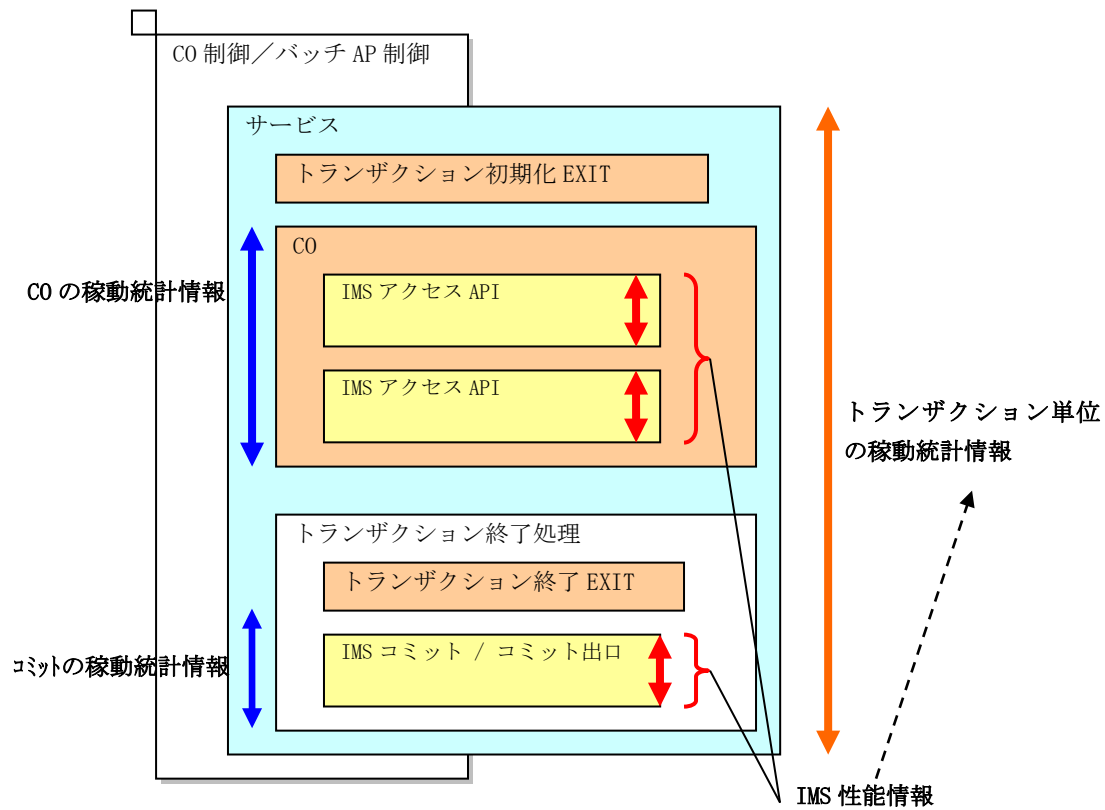 CO 制御／バッチ AP 制御
サービス
トランザクション初期化 EXIT
CO
IMS アクセス API
IMS アクセス API
CO の稼動統計情報
トランザクション単位
の稼動統計情報
トランザクション終了処理
トランザクション終了 EXIT
IMS コミット / コミット出口
ｺﾐｯﾄの稼動統計情報
IMS 性能情報